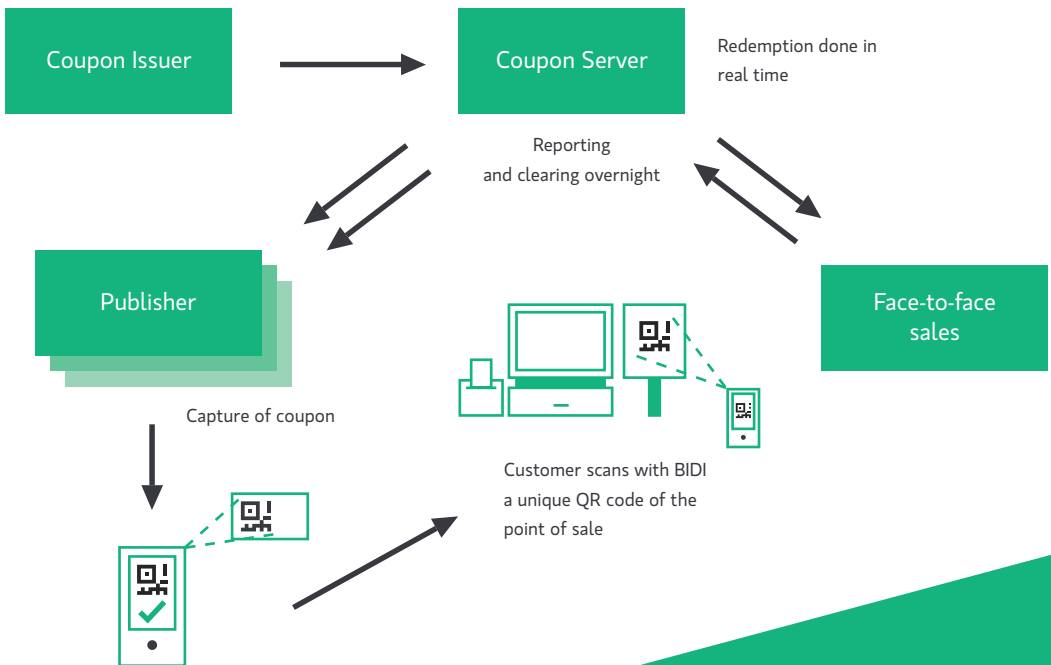 Coupon Issuer
Coupon Server
Redemption done in
real time
Reporting
and clearing overnight
Publisher
Face-to-face
sales
Capture of coupon
Customer scans with BIDI
a unique QR code of the
point of sale